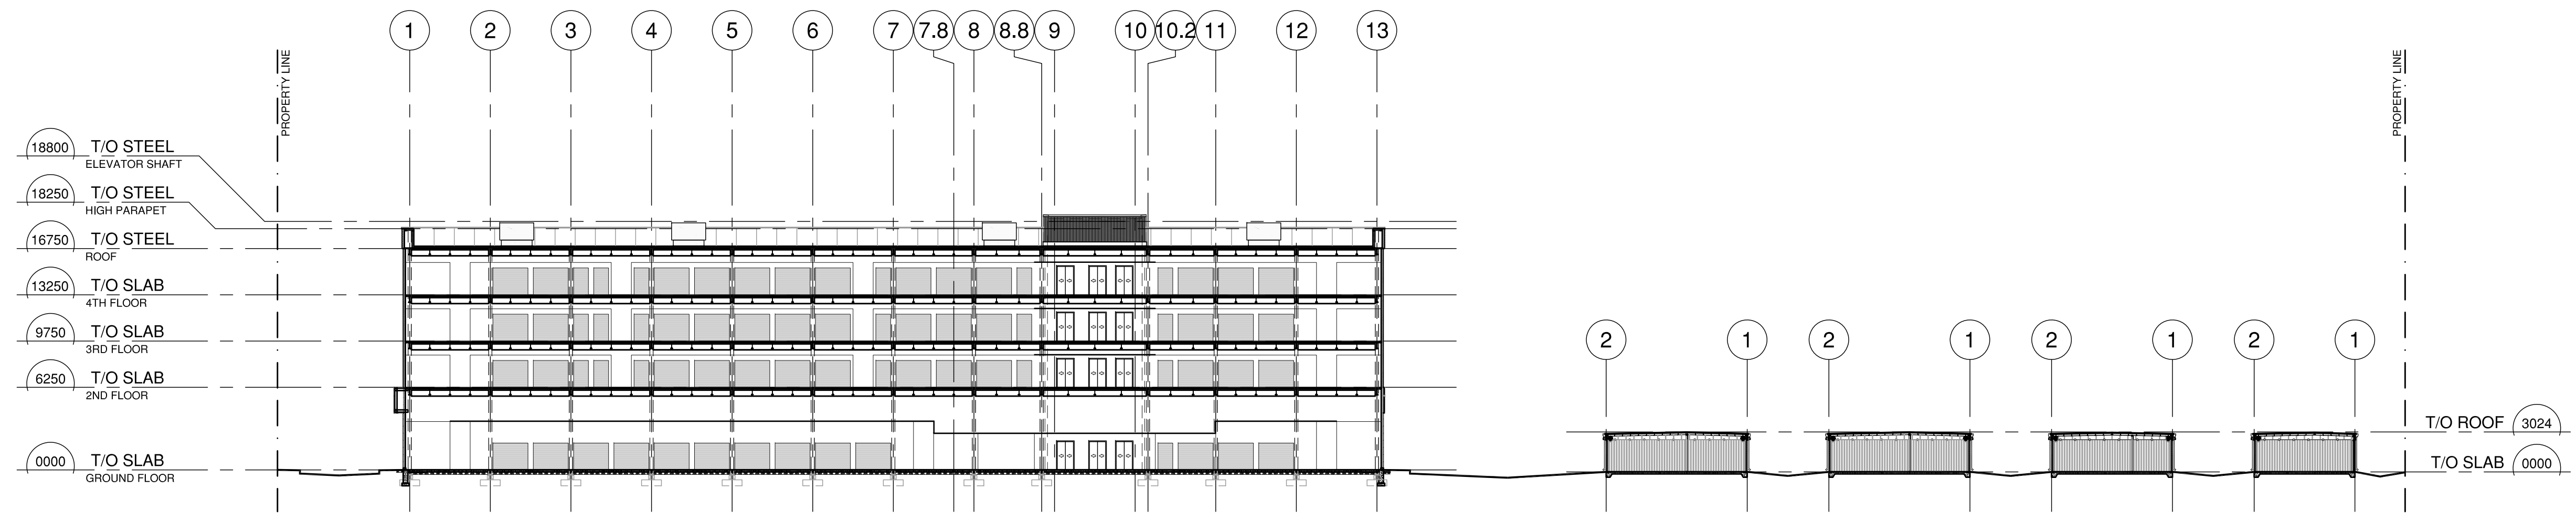 1 2 3 4 5 6 7 7.8 8 8.8 9 10 10.2 11 12 13
PROPERTY LINE
PROPERTY LINE
18800 T/O STEEL
ELEVATOR SHAFT
18250 T/O STEEL
HIGH PARAPET
16750 T/O STEEL
ROOF
13250 T/O SLAB
4TH FLOOR
9750 T/O SLAB
3RD FLOOR
6250 T/O SLAB
2ND FLOOR
0000 T/O SLAB
GROUND FLOOR
2 1 2 1 2 1 2 1
T/O ROOF 3024
T/O SLAB 0000